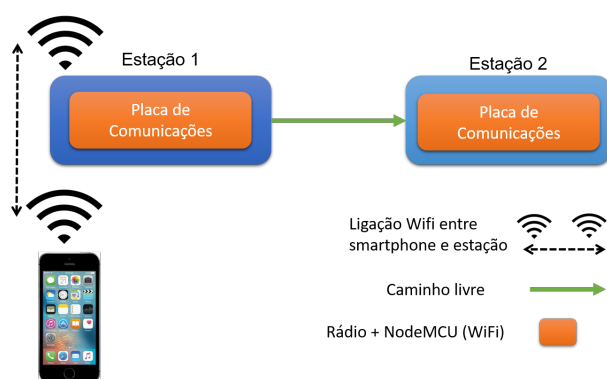 Estação 1
Estação 2
Placa de
Comunicações
Placa de
Comunicações
Ligação Wifi entre
smartphone e estação
Caminho livre
Rádio + NodeMCU (WiFi)